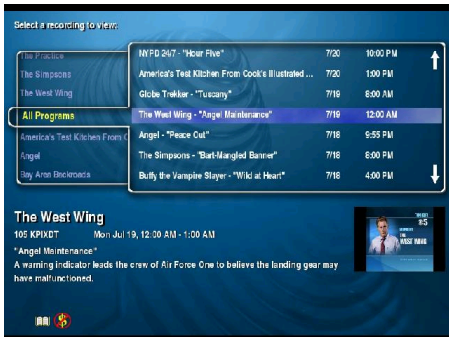 Select a recording to view:
The Practice
The Simpsons
The West Wing
All Programs
America's Test Kitchen From C
Angel
Bay Area Backroads
NYPD 24/7 - "Hour Five" 7/20 10:00 PM
America's Test Kitchen From Cook's Illustrated ... 7/20 1:00 PM
Globe Trekker - "Tuscany" 7/19 8:00 AM
The West Wing - "Angel Maintenance" 7/19 12:00 AM
Angel - "Peace Out" 7/18 9:55 PM
The Simpsons - "Bart-Mangled Banner" 7/18 8:00 PM
Buffy the Vampire Slayer - "Wild at Heart" 7/18 4:00 PM
The West Wing
105 KPIXDT Mon Jul 19, 12:00 AM - 1:00 AM
"Angel Maintenance"
A warning indicator leads the crew of Air Force One to believe the landing gear may
have malfunctioned.
5
THE
WEST WING